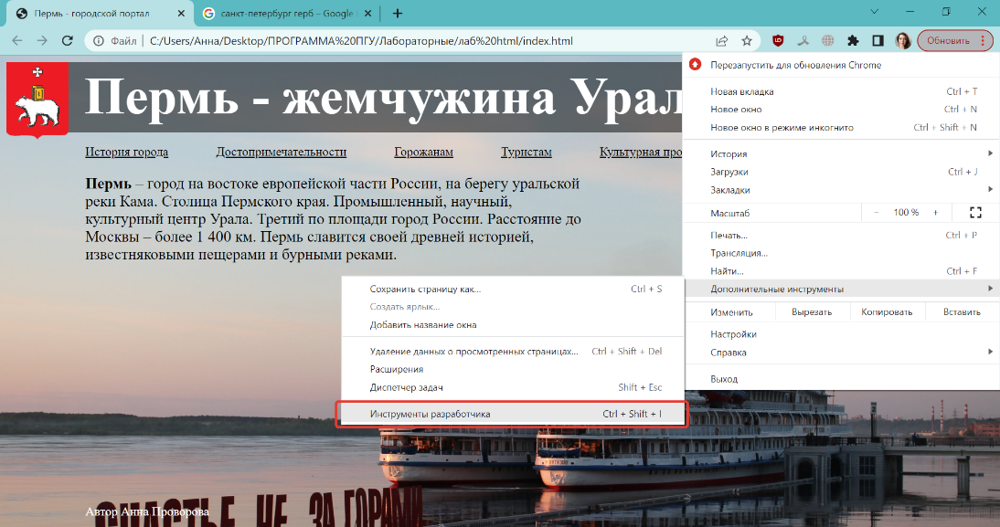 Пермь - городской портал
санкт-петербург герб – Google
Файл
C:/Users/Анна/Desktop/ПРОГРАММА%20ПГУ/Лабораторные/лаб%20html/index.html
Обновить
Пермь - жемчужина Урал
История города
Достопримечательности
Горожанам
Туристам
Культурная про
Пермь – город на востоке европейской части России, на берегу уральской
реки Кама. Столица Пермского края. Промышленный, научный,
культурный центр Урала. Третий по площади город России. Расстояние до
Москвы – более 1 400 км. Пермь славится своей древней историей,
известняковыми пещерами и бурными реками.
Перезапустить для обновления Chrome
Новая вкладка Ctrl + T
Новое окно Ctrl + N
Новое окно в режиме инкогнито Ctrl + Shift + N
История
Загрузки Ctrl + J
Закладки
Масштаб – 100 % +
Печать... Ctrl + P
Трансляция...
Найти... Ctrl + F
Дополнительные инструменты
Изменить Вырезать Копировать Вставить
Настройки
Справка
Выход
Сохранить страницу как... Ctrl + S
Создать ярлык...
Добавить название окна
Удаление данных о просмотренных страницах... Ctrl + Shift + Del
Расширения
Диспетчер задач Shift + Esc
Инструменты разработчика Ctrl + Shift + I
СЧАСТЬЕ НЕ ЗА ГОРАМИ
Автор Анна Проворова